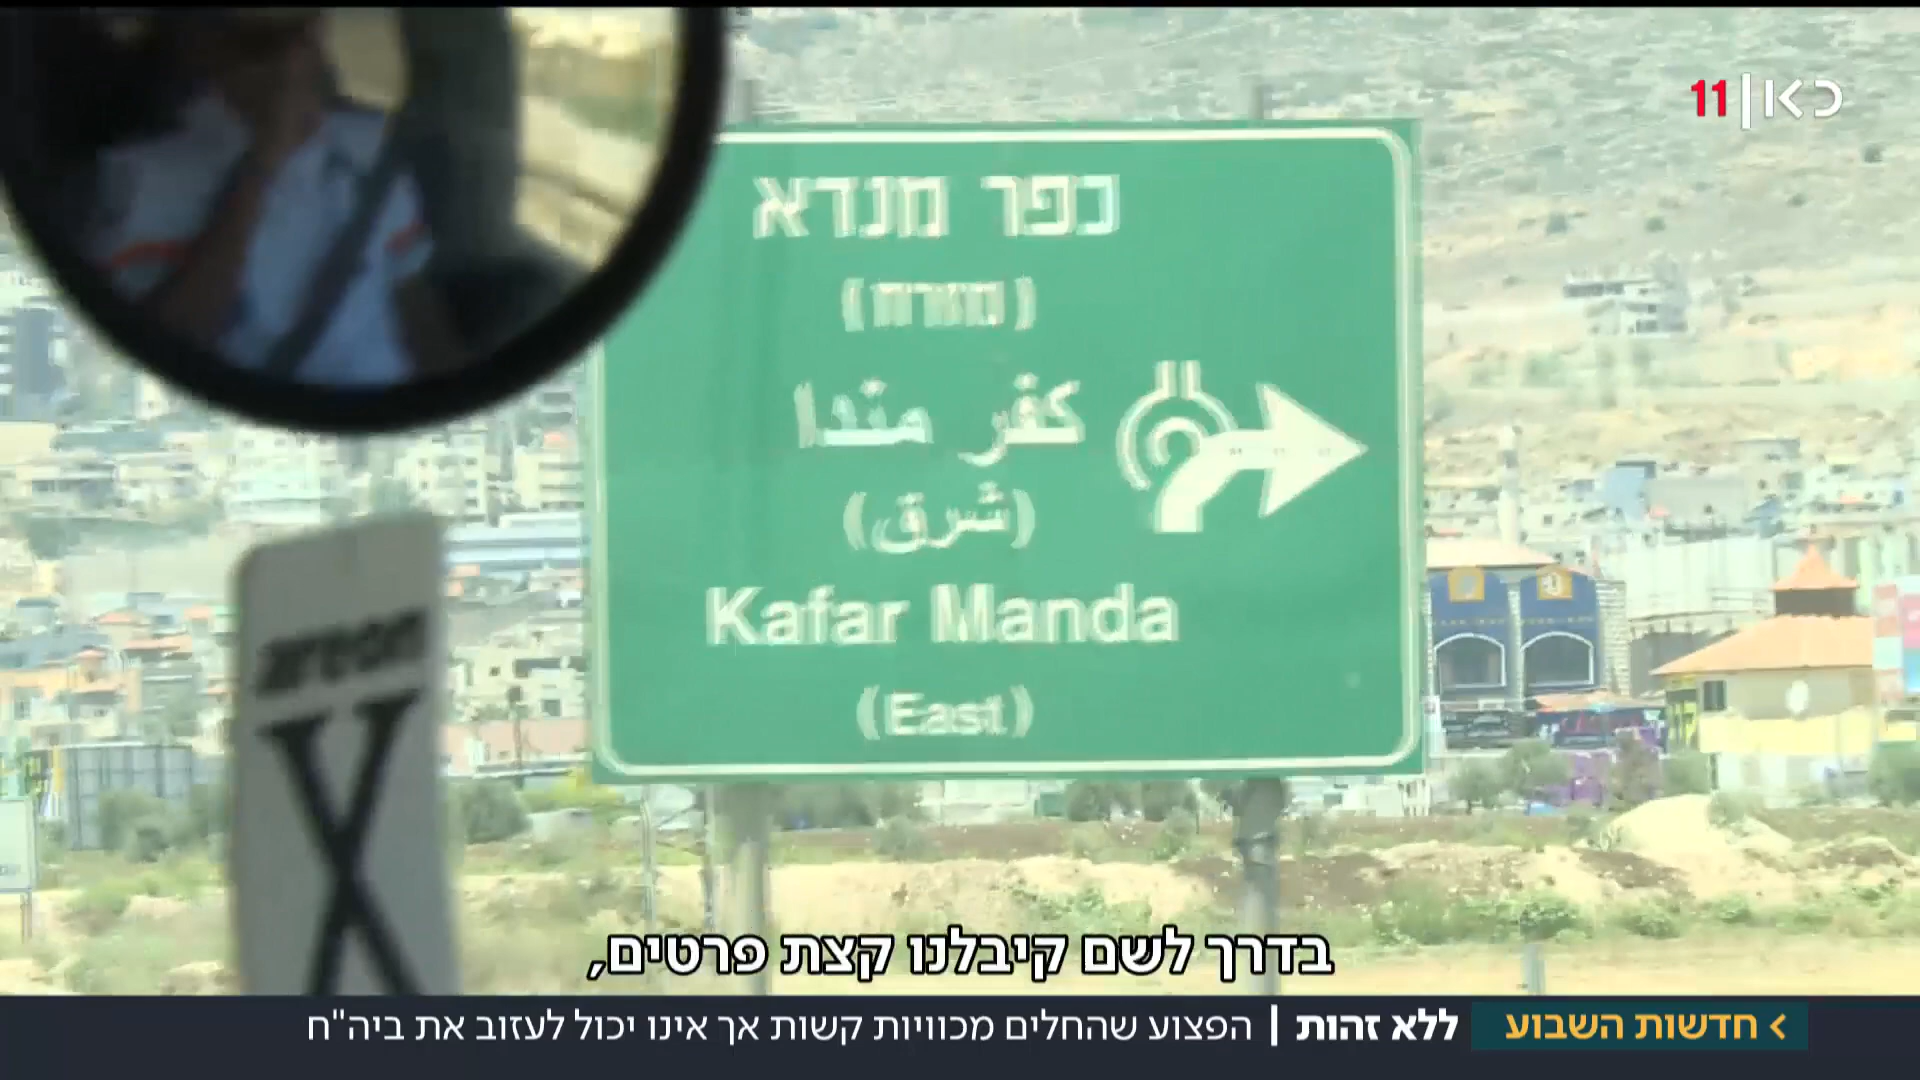 כאן 11
כפר מנדא
(מזרח)
كفر مندا
(شرق)
Kafar Manda
(East)
X
בדרך לשם קיבלנו קצת פרטים,
חדשות השבוע
ללא זהות | הפצוע שהחלים מכוויות קשות אך אינו יכול לעזוב את ביה"ח